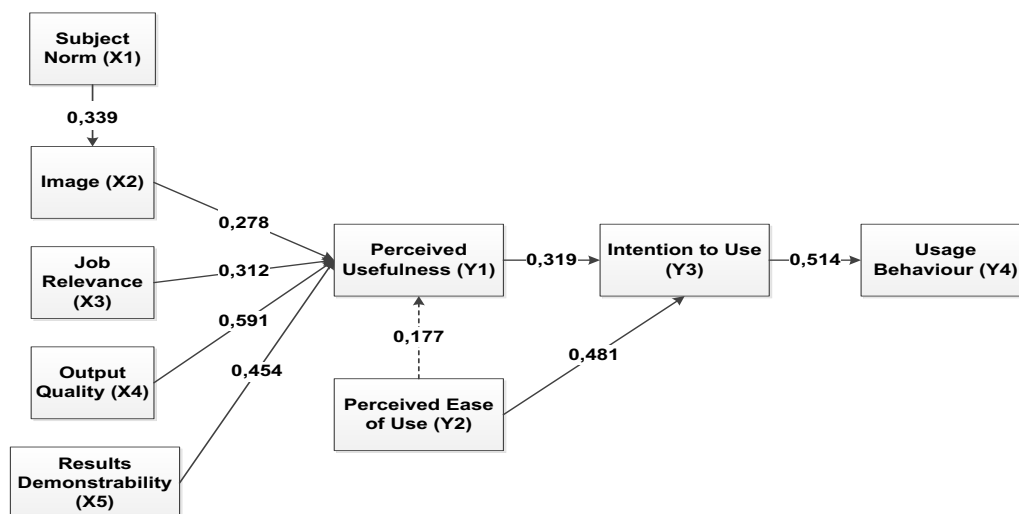 Subject
Norm (X1)
0,339
Image (X2)
0,278
Job
Relevance
(X3)
0,312
Output
Quality (X4)
0,591
Results
Demonstrability
(X5)
0,454
Perceived
Usefulness (Y1)
0,319
Intention to Use
(Y3)
0,514
Usage
Behaviour (Y4)
0,177
0,481
Perceived Ease
of Use (Y2)